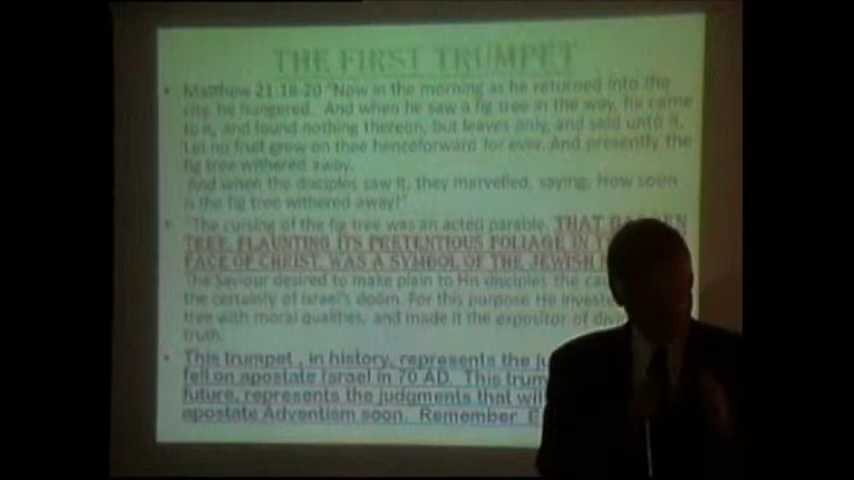 THE FIRST TRUMPET
• Matthew 21:18-20 "Now in the morning as he returned into the
city, he hungered. And when he saw a fig tree in the way, he came
to it, and found nothing thereon, but leaves only, and said unto it,
Let no fruit grow on thee henceforward for ever. And presently the
fig tree withered away.
And when the disciples saw it, they marvelled, saying, How soon
is the fig tree withered away!"
• "The cursing of the fig tree was an acted parable. THAT
TREE, FLAUNTING ITS PRETENTIOUS FOLIAGE IN
FACE OF CHRIST, WAS A SYMBOL OF THE JEWISH
The Saviour desired to make plain to His disciples the
the certainty of Israel's doom. For this purpose He
tree with moral qualities, and made it the expositor of
truth.
• This trumpet, in history, represents the
fell on apostate Israel in 70 AD. This
future, represents the judgments that
apostate Adventism soon. Remember